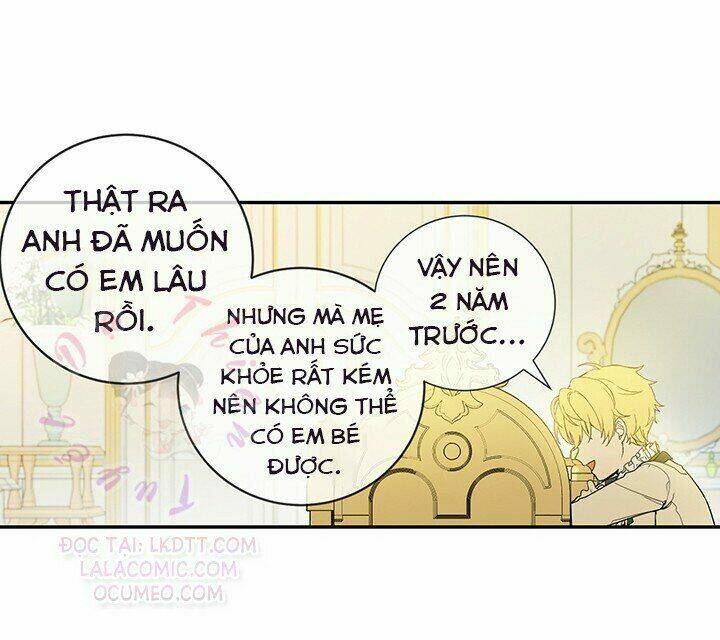 THẬT RA
ANH ĐÃ MUỐN
CÓ EM LÂU
RỒI.
NHƯNG MÀ MẸ
CỦA ANH SỨC
KHỎE RẤT KÉM
NÊN KHÔNG THỂ
CÓ EM BÉ
ĐƯỢC.
VẬY NÊN
2 NĂM
TRƯỚC...
ĐỌC TẠI: LKDTT.COM
LALACOMIC.COM
OCUMEO.COM